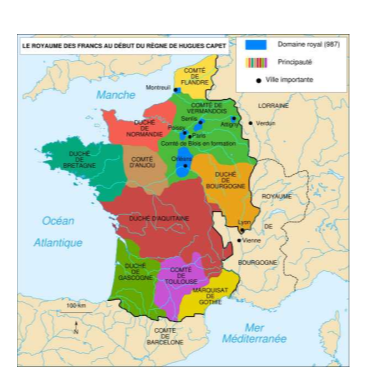 LE ROYAUME DES FRANCS AU DÉBUT DU RÈGNE DE HUGUES CAPET
Domaine royal (987)
Principauté
Ville importante
COMTÉ
DE
FLANDRE
Montreuil
Manche
COMTÉ DE
VERMANDOIS
LORRAINE
Senlis
Attigny
Verdun
DUCHÉ
DE
NORMANDIE
Poissy
Paris
Comté de Blois en formation
DUCHÉ
DE
BRETAGNE
COMTÉ
D'ANJOU
Orléans
DUCHÉ
DE
BOURGOGNE
ROYAUME
DE
BOURGOGNE
Océan
Atlantique
DUCHÉ D'AQUITAINE
Lyon
Vienne
DUCHÉ
DE
GASCOGNE
COMTÉ
DE
TOULOUSE
MARQUISAT
DE
GOTHIE
100 km
N
COMTÉ
DE
BARCELONE
Mer
Méditerranée